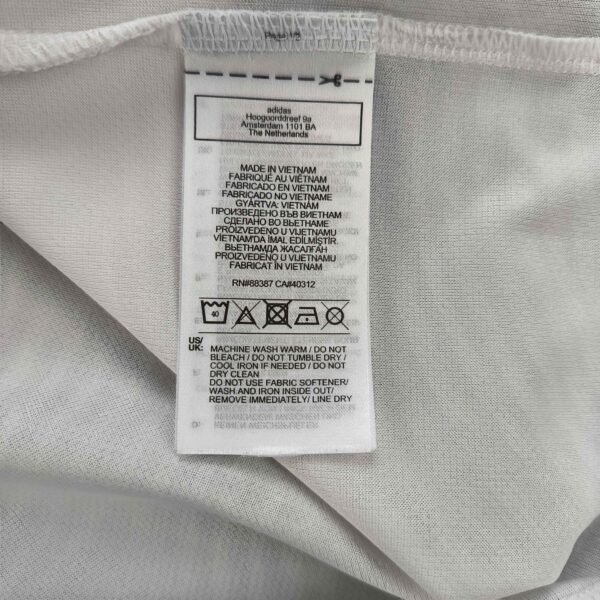 adidas
Hoogoorddreef 9a
Amsterdam 1101 BA
The Netherlands
MADE IN VIETNAM
FABRIQUÉ AU VIÊTNAM
FABRICADO EN VIETNAM
FABRICADO NO VIETNAME
GYÁRTVA: VIETNÁM
ПРОИЗВЕДЕНО ВЪВ ВИЕТНАМ
СДЕЛАНО ВО ВЬЕТНАМЕ
PROIZVEDENO U VIJETNAMU
VIETNAM'DA İMAL EDİLMİŞTİR.
ВЬЕТНАМДА ЖАСАЛҒАН
PROIZVEDENO U VIJETNAMU
FABRICAT ÎN VIETNAM
RN#88387 CA#40312
40
US/
UK: MACHINE WASH WARM / DO NOT
BLEACH / DO NOT TUMBLE DRY /
COOL IRON IF NEEDED / DO NOT
DRY CLEAN
DO NOT USE FABRIC SOFTENER/
WASH AND IRON INSIDE OUT/
REMOVE IMMEDIATELY/ LINE DRY